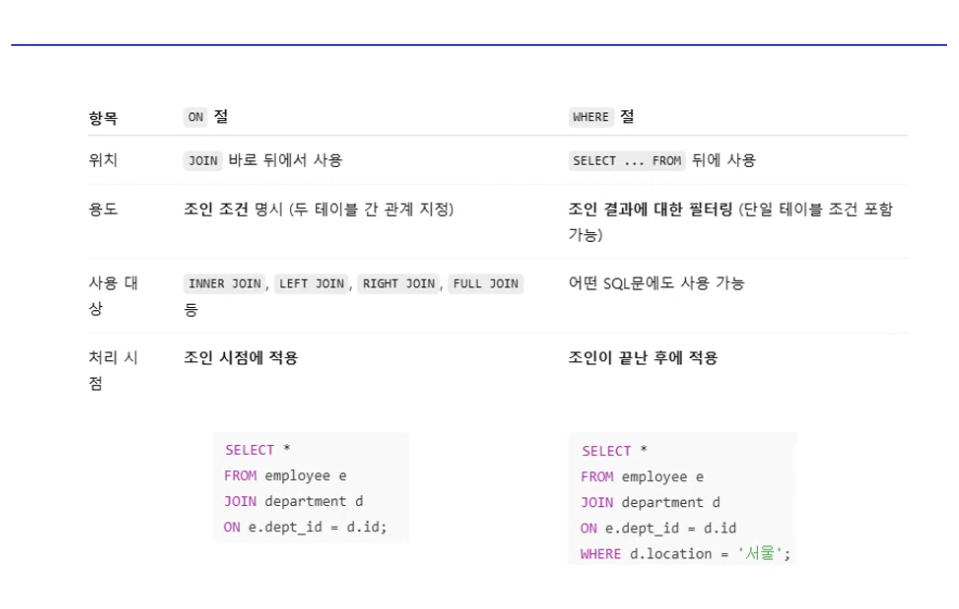 항목 ON 절 WHERE 절
위치 JOIN 바로 뒤에서 사용 SELECT ... FROM 뒤에 사용
용도 조인 조건 명시 (두 테이블 간 관계 지정) 조인 결과에 대한 필터링 (단일 테이블 조건 포함
가능)
사용 대 INNER JOIN, LEFT JOIN, RIGHT JOIN, FULL JOIN 어떤 SQL문에도 사용 가능
상 등
처리 시 조인 시점에 적용 조인이 끝난 후에 적용
점
SELECT *
FROM employee e
JOIN department d
ON e.dept_id = d.id;
SELECT *
FROM employee e
JOIN department d
ON e.dept_id = d.id
WHERE d.location = '서울';